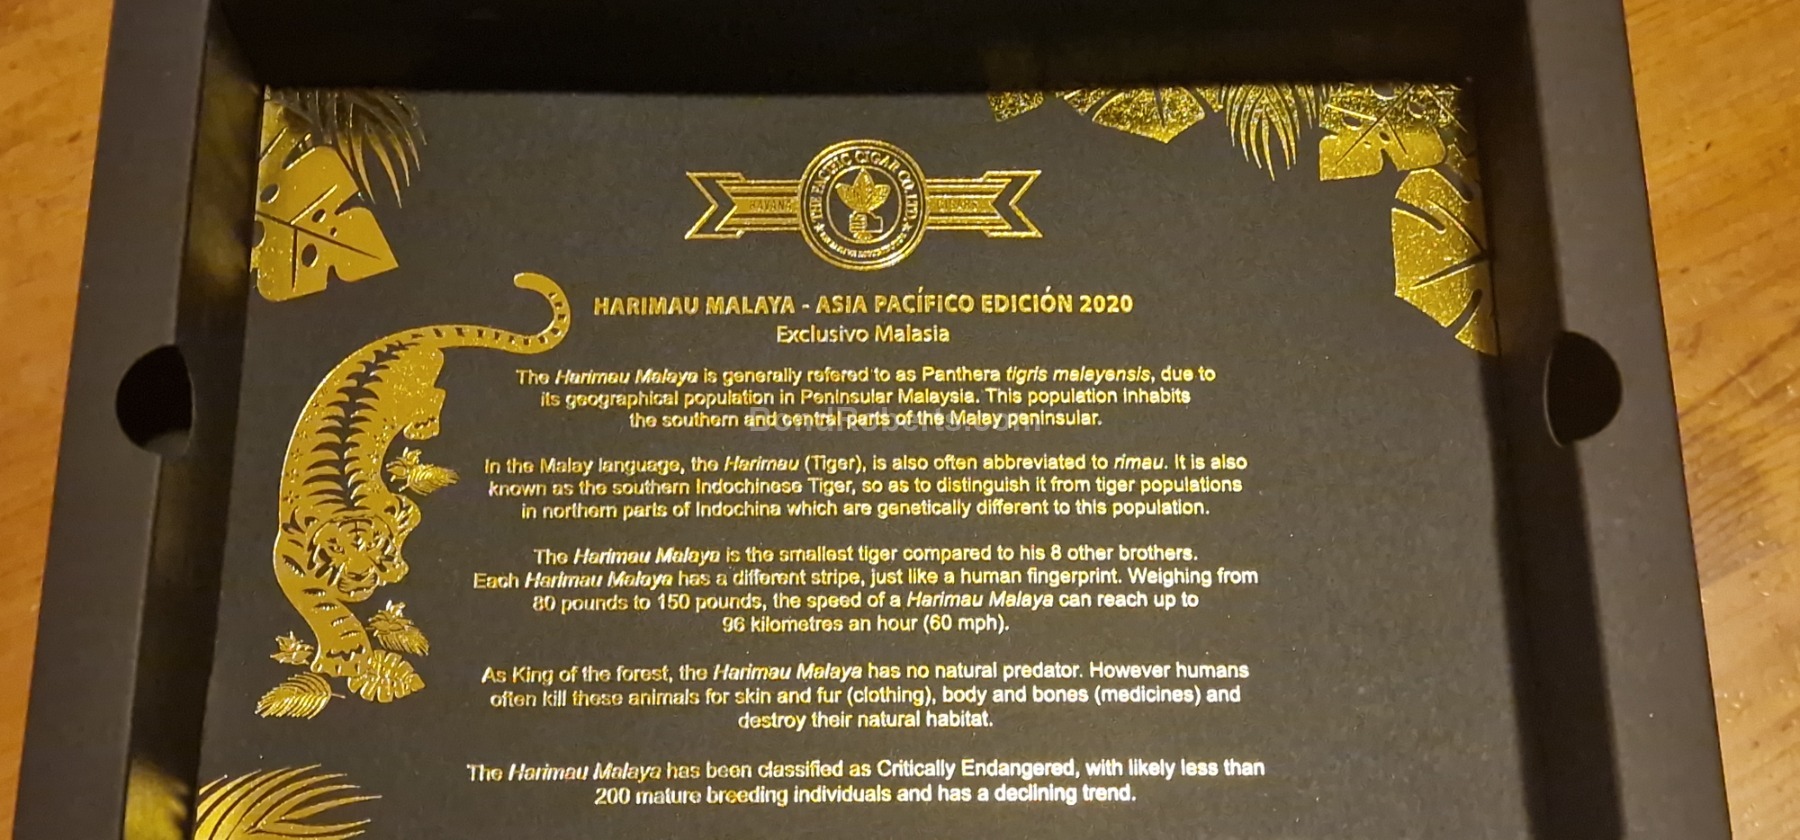 THE PACIFIC CIGAR CO. LTD.
HAVANA CIGARS
HARIMAU MALAYA - ASIA PACÍFICO EDICIÓN 2020
Exclusivo Malasia
The Harimau Malaya is generally refered to as Panthera tigris malayensis, due to
its geographical population in Peninsular Malaysia. This population inhabits
the southern and central parts of the Malay peninsular.
BondRoberts.com
In the Malay language, the Harimau (Tiger), is also often abbreviated to rimau. It is also
known as the southern Indochinese Tiger, so as to distinguish it from tiger populations
in northern parts of Indochina which are genetically different to this population.
The Harimau Malaya is the smallest tiger compared to his 8 other brothers.
Each Harimau Malaya has a different stripe, just like a human fingerprint. Weighing from
80 pounds to 150 pounds, the speed of a Harimau Malaya can reach up to
96 kilometres an hour (60 mph).
As King of the forest, the Harimau Malaya has no natural predator. However humans
often kill these animals for skin and fur (clothing), body and bones (medicines) and
destroy their natural habitat.
The Harimau Malaya has been classified as Critically Endangered, with likely less than
200 mature breeding individuals and has a declining trend.